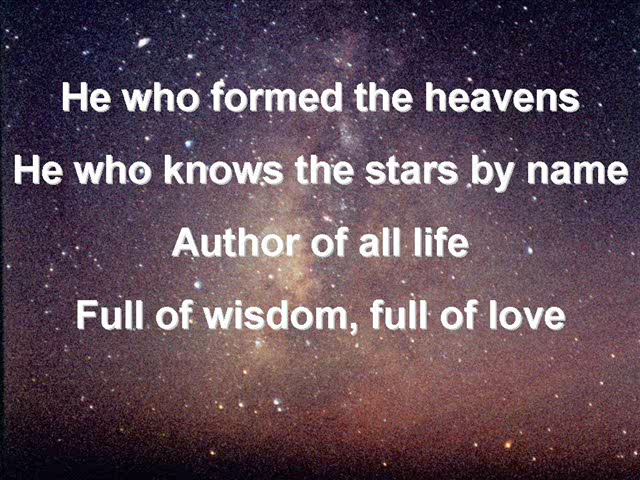 He who formed the heavens
He who knows the stars by name
Author of all life
Full of wisdom, full of love